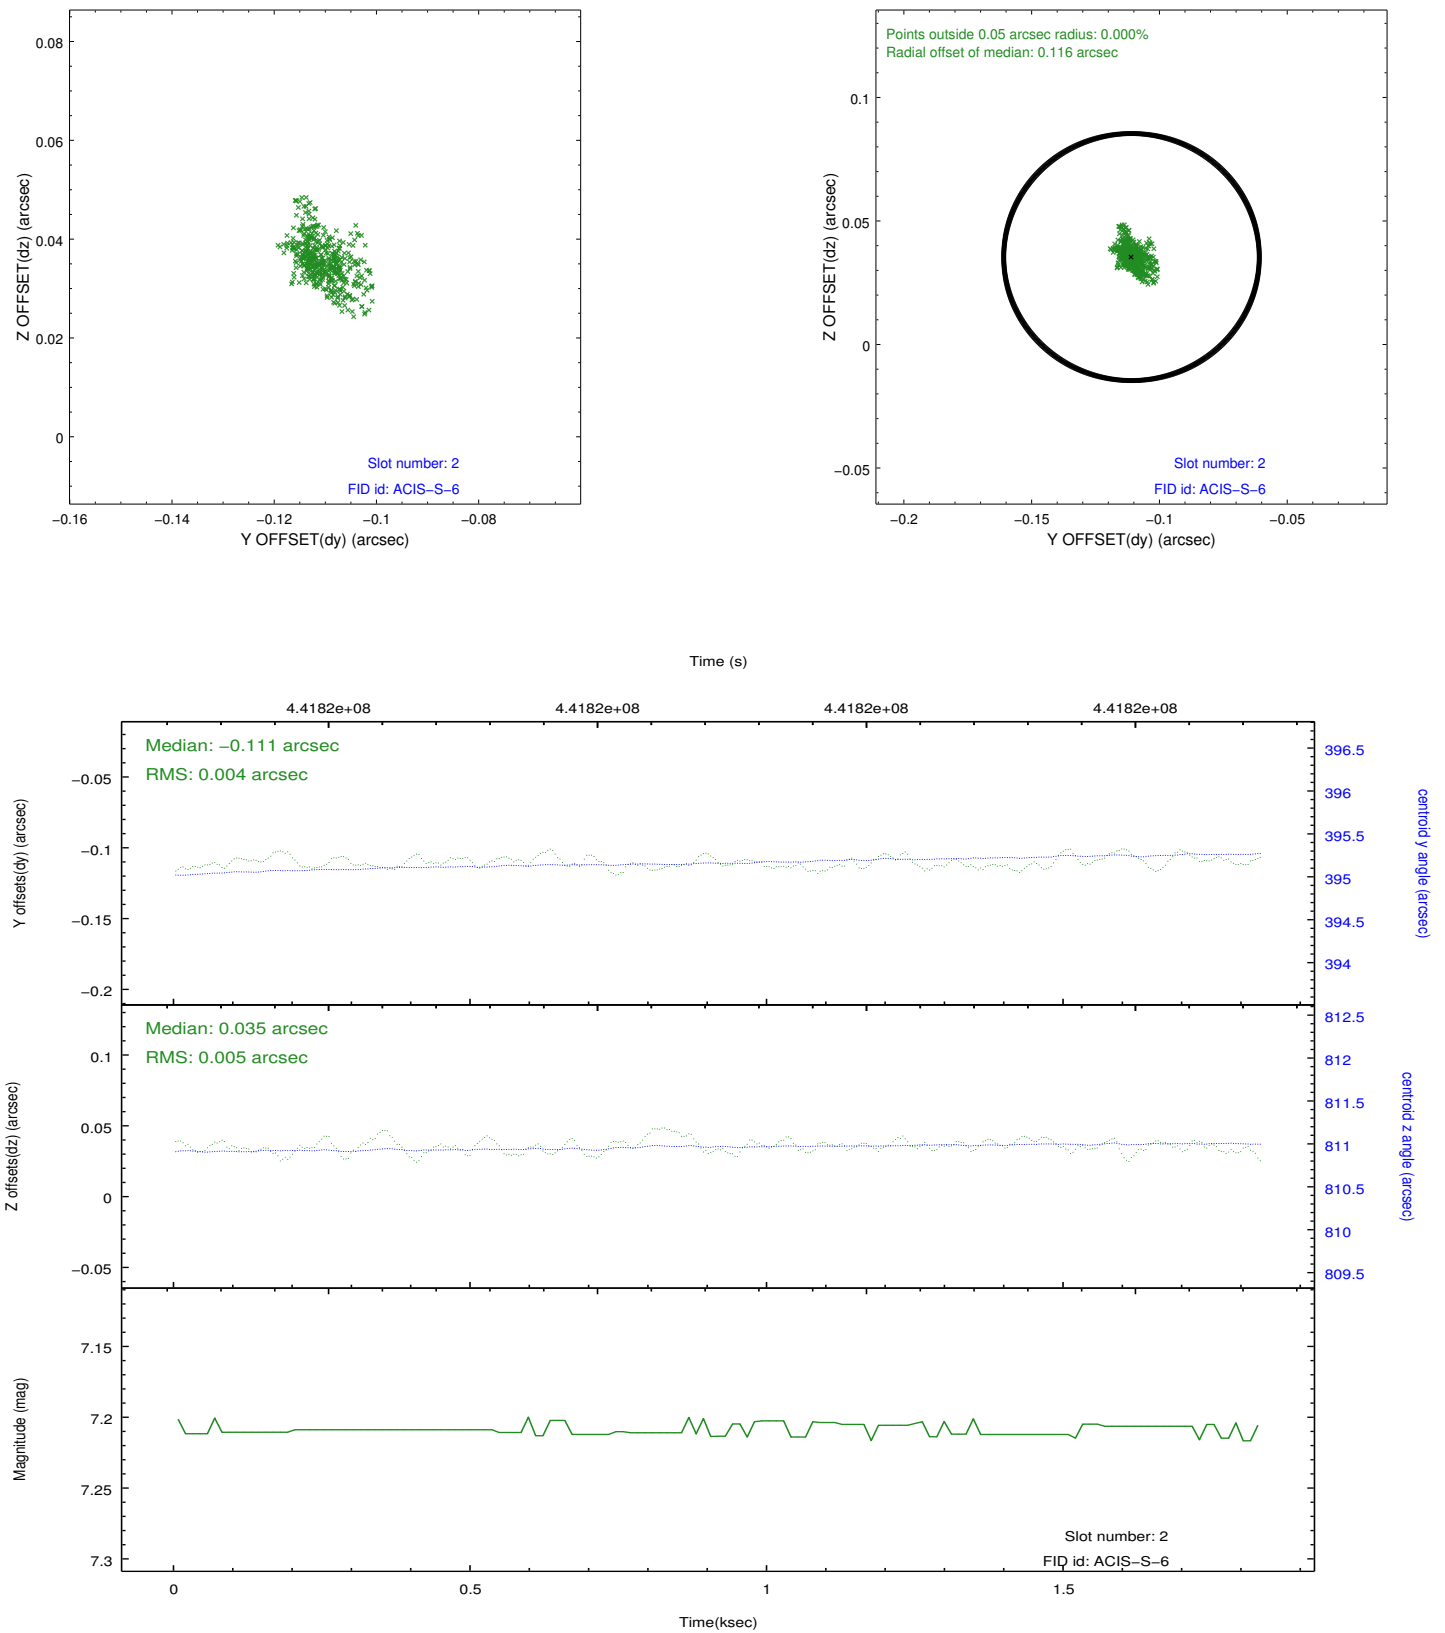 0.08
0.06
0.04
0.02
0
Z OFFSET(dz) (arcsec)
Slot number: 2
FID id: ACIS−S−6
−0.16
−0.14
−0.12
−0.1
−0.08
Y OFFSET(dy) (arcsec)
Points outside 0.05 arcsec radius: 0.000%
Radial offset of median: 0.116 arcsec
0.1
0.05
0
−0.05
Z OFFSET(dz) (arcsec)
Slot number: 2
FID id: ACIS−S−6
−0.2
−0.15
−0.1
−0.05
Y OFFSET(dy) (arcsec)
Time (s)
4.4182e+08
4.4182e+08
4.4182e+08
4.4182e+08
Median: −0.111 arcsec
RMS: 0.004 arcsec
−0.05
−0.1
−0.15
−0.2
Y offsets(dy) (arcsec)
396.5
396
395.5
395
394.5
394
centroid y angle (arcsec)
Median: 0.035 arcsec
RMS: 0.005 arcsec
0.1
0.05
0
−0.05
Z offsets(dz) (arcsec)
812.5
812
811.5
811
810.5
810
809.5
centroid z angle (arcsec)
7.15
7.2
7.25
7.3
Magnitude (mag)
Slot number: 2
FID id: ACIS−S−6
0
0.5
1
1.5
Time(ksec)